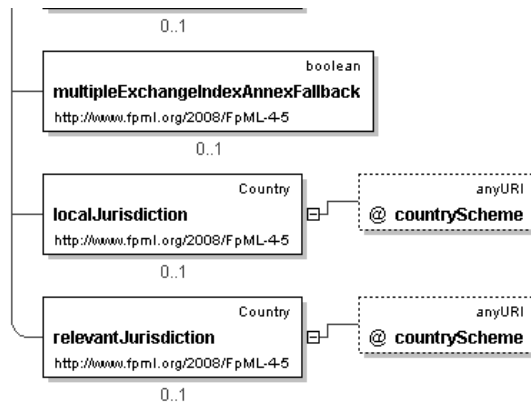 0..1
boolean
multipleExchangeIndexAnnexFallback
http://www.fpml.org/2008/FpML-4-5
0..1
Country
localJurisdiction
http://www.fpml.org/2008/FpML-4-5
anyURI
@ countryScheme
0..1
Country
relevantJurisdiction
http://www.fpml.org/2008/FpML-4-5
anyURI
@ countryScheme
0..1